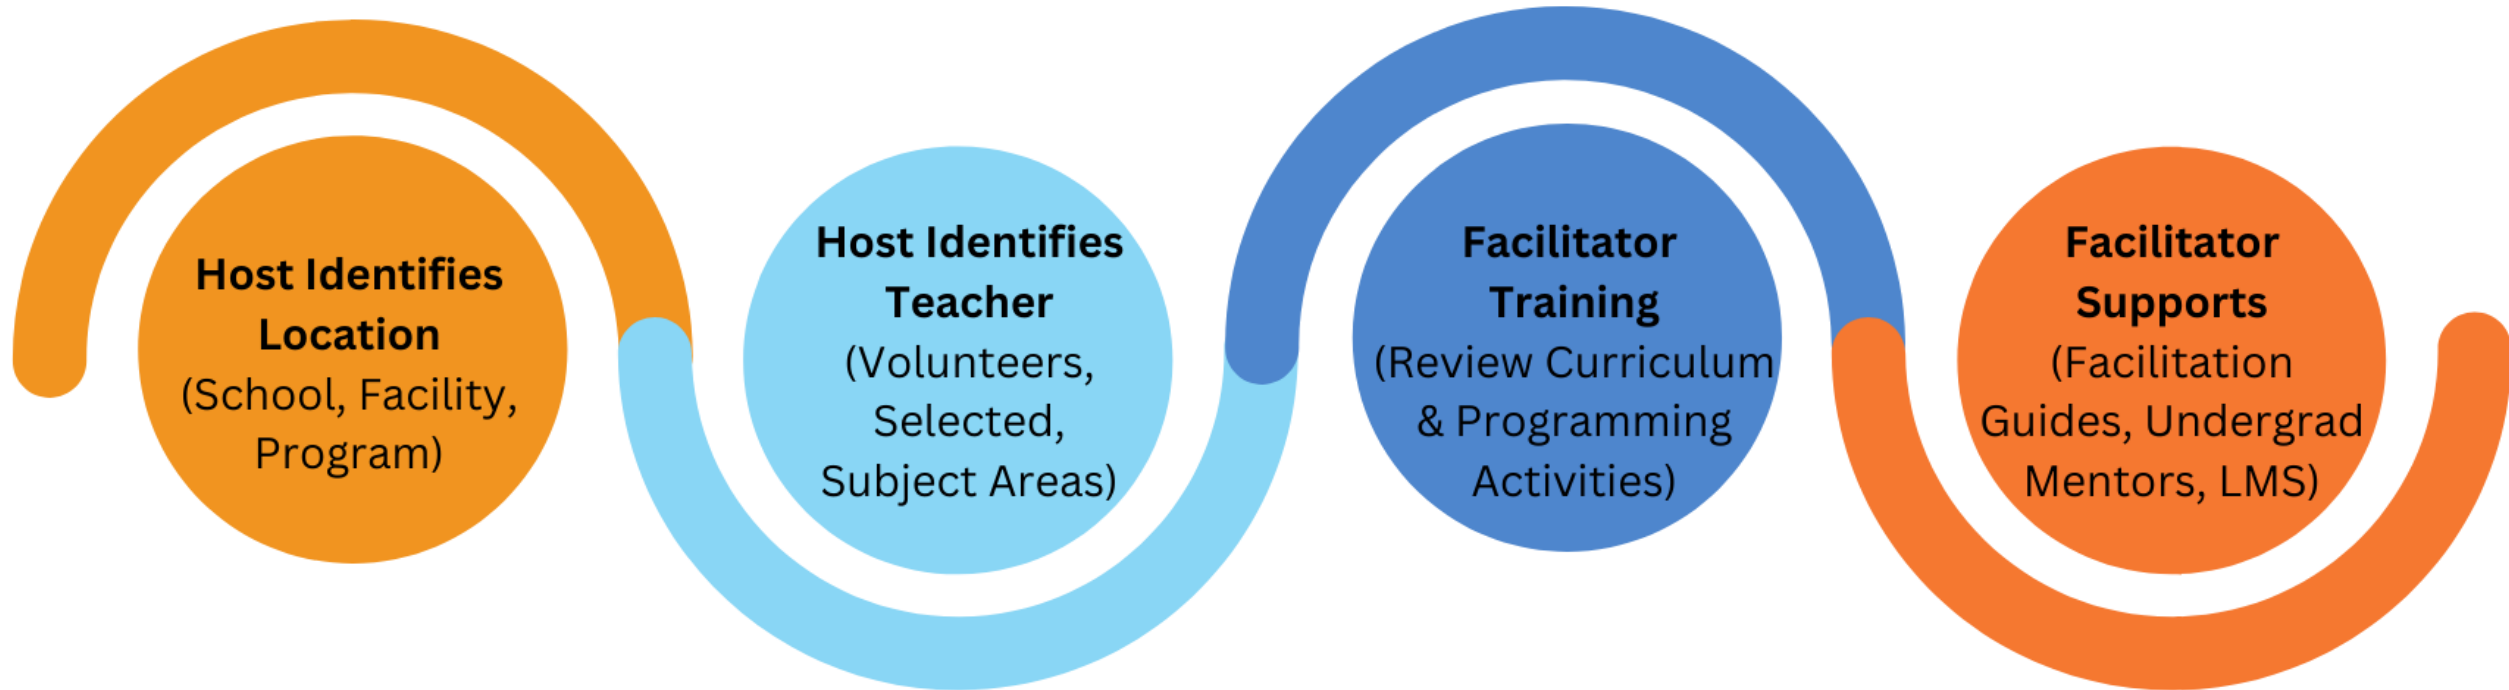 Host Identifies
Location
(School, Facility,
Program)
Host Identifies
Teacher
(Volunteers,
Selected,
Subject Areas)
Facilitator
Training
(Review Curriculum
& Programming
Activities)
Facilitator
Supports
(Facilitation
Guides, Undergrad
Mentors, LMS)